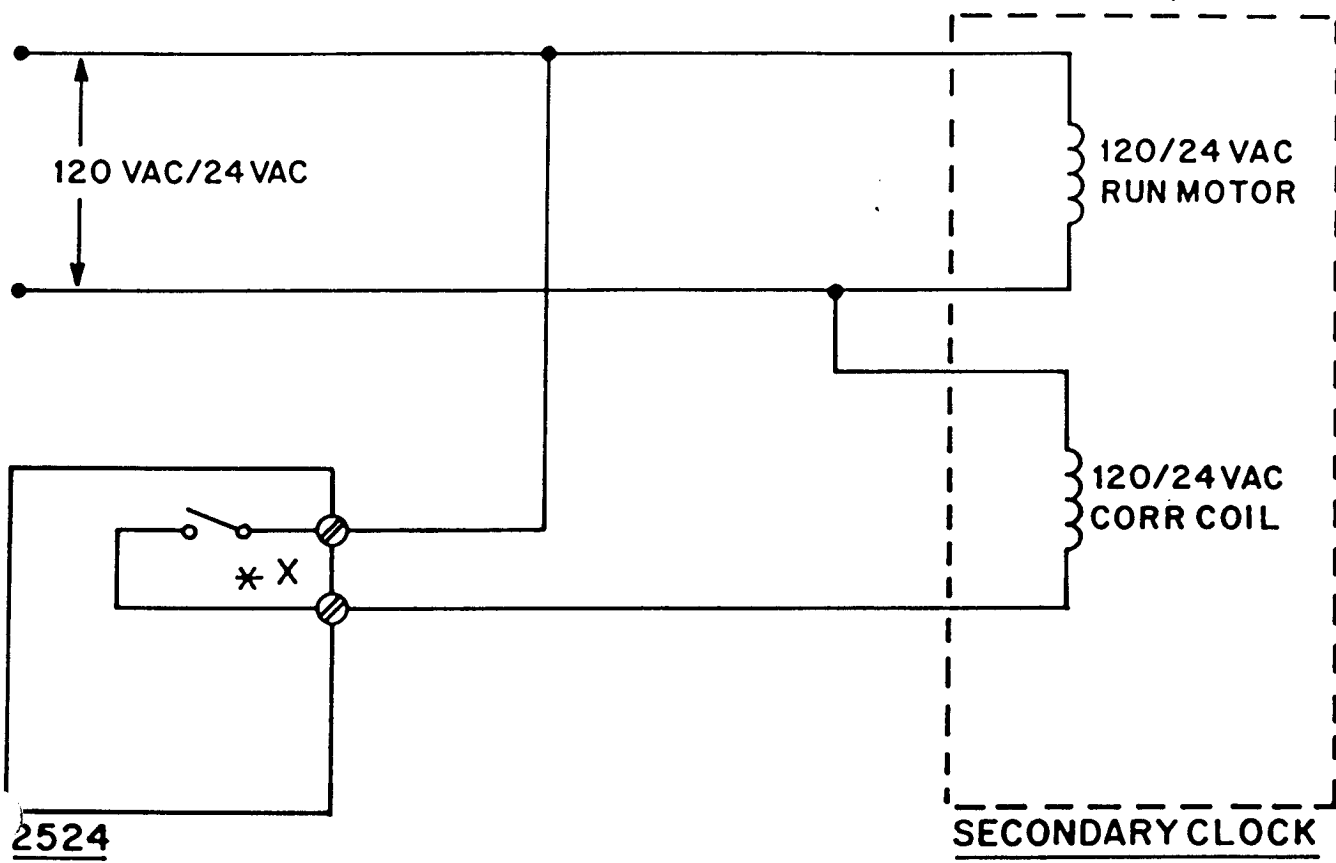 120 VAC/24 VAC
120/24 VAC
RUN MOTOR
120/24 VAC
CORR COIL
* X
2524
SECONDARY CLOCK